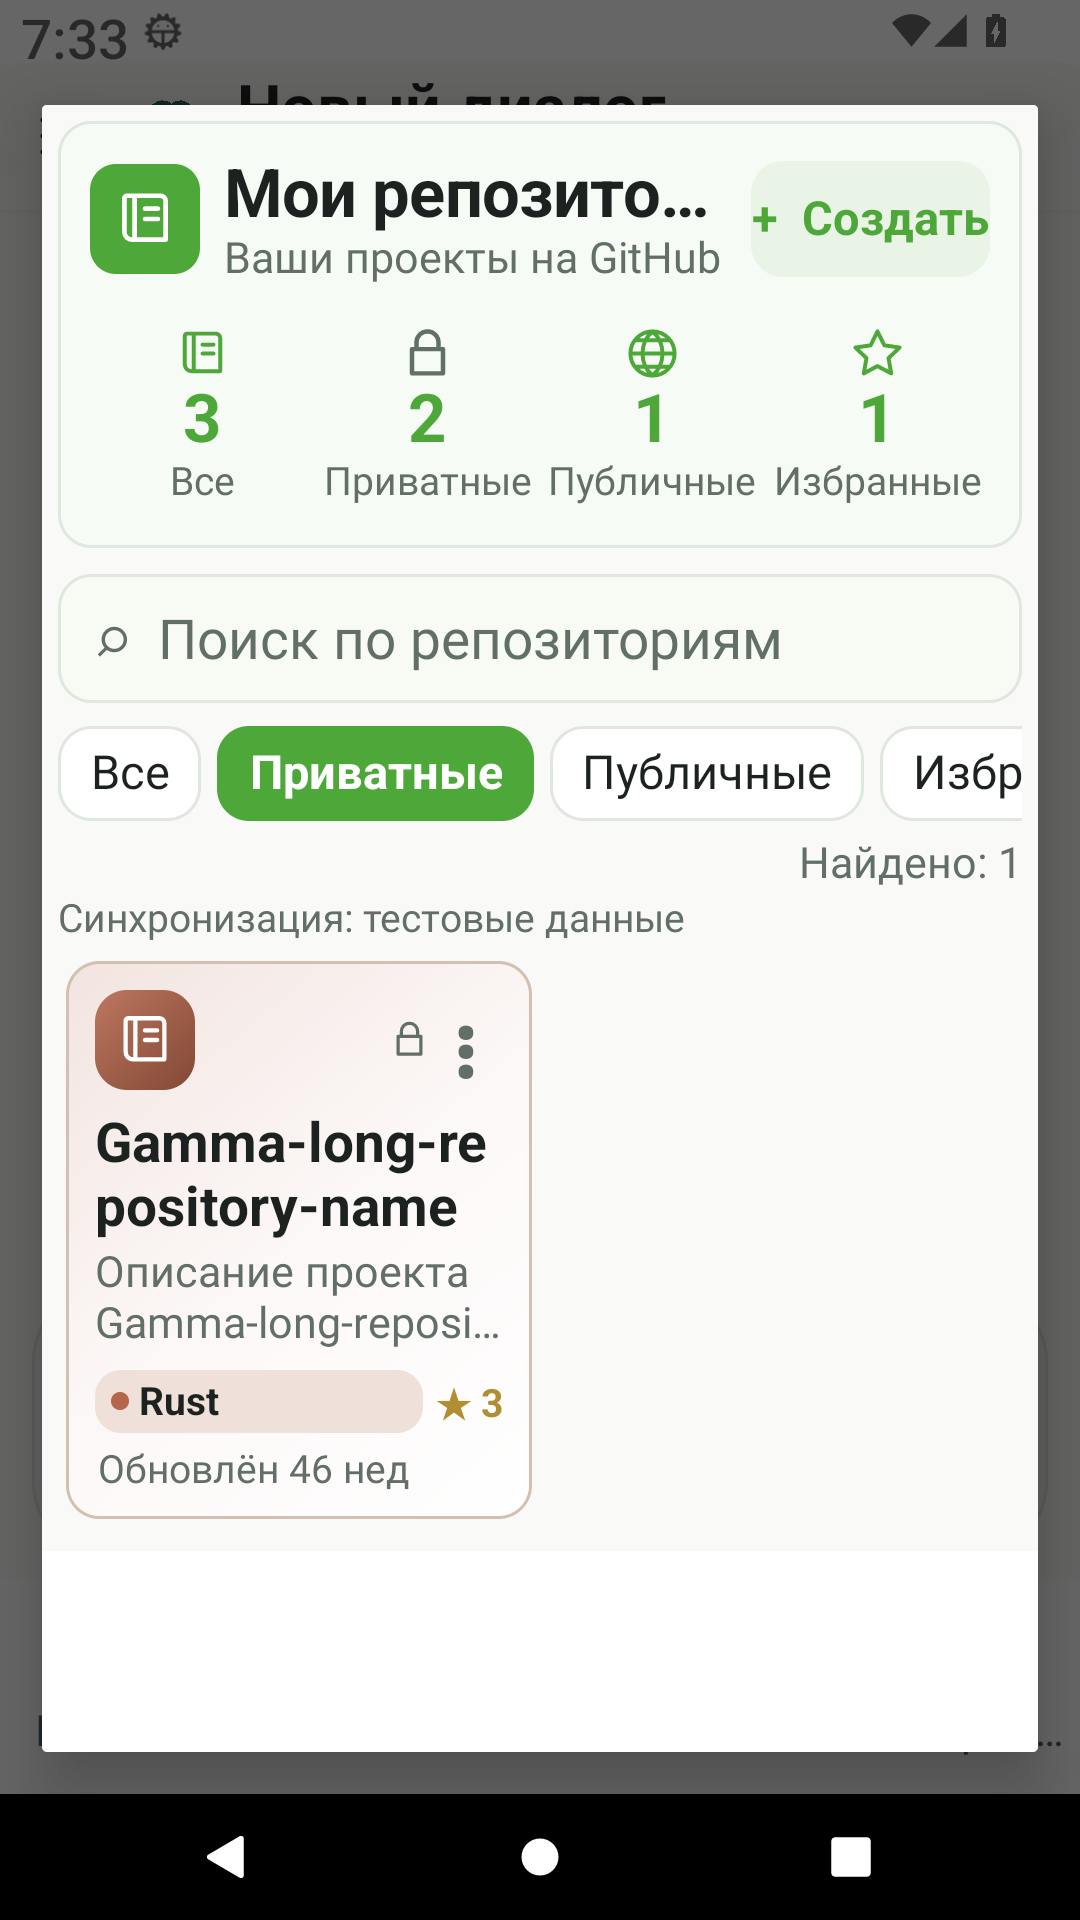 7:33
Новый диалог
Мои репозито...
Ваши проекты на GitHub
+ Создать
3
2
1
1
Все
Приватные
Публичные
Избранные
Поиск по репозиториям
Все
Приватные
Публичные
Избр
Найдено: 1
Синхронизация: тестовые данные
Gamma-long-re
pository-name
Описание проекта
Gamma-long-reposi...
Rust
★ 3
Обновлён 46 нед